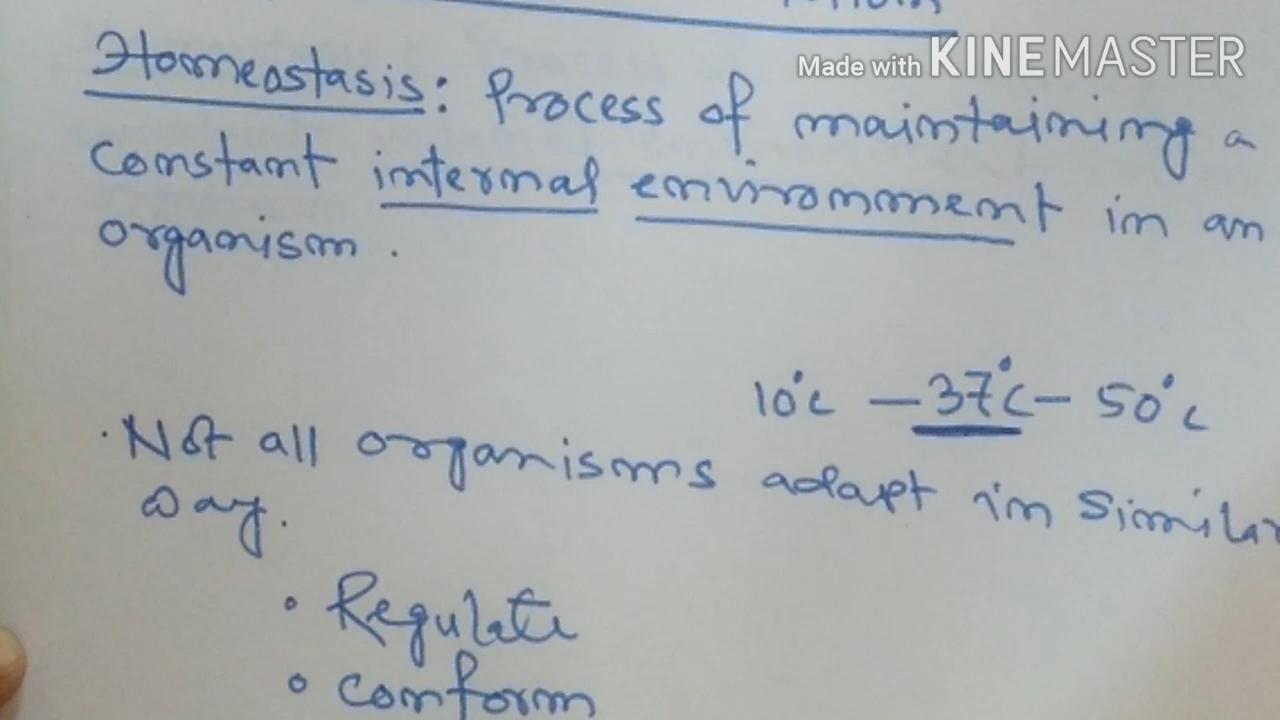 Made with KINEMASTER
Homeostasis: Process of maintaining a
constant internal environment in an
organism.
10°C – 37°C – 50°C
· Not all organisms adapt in similar
way.
• Regulate
• conform